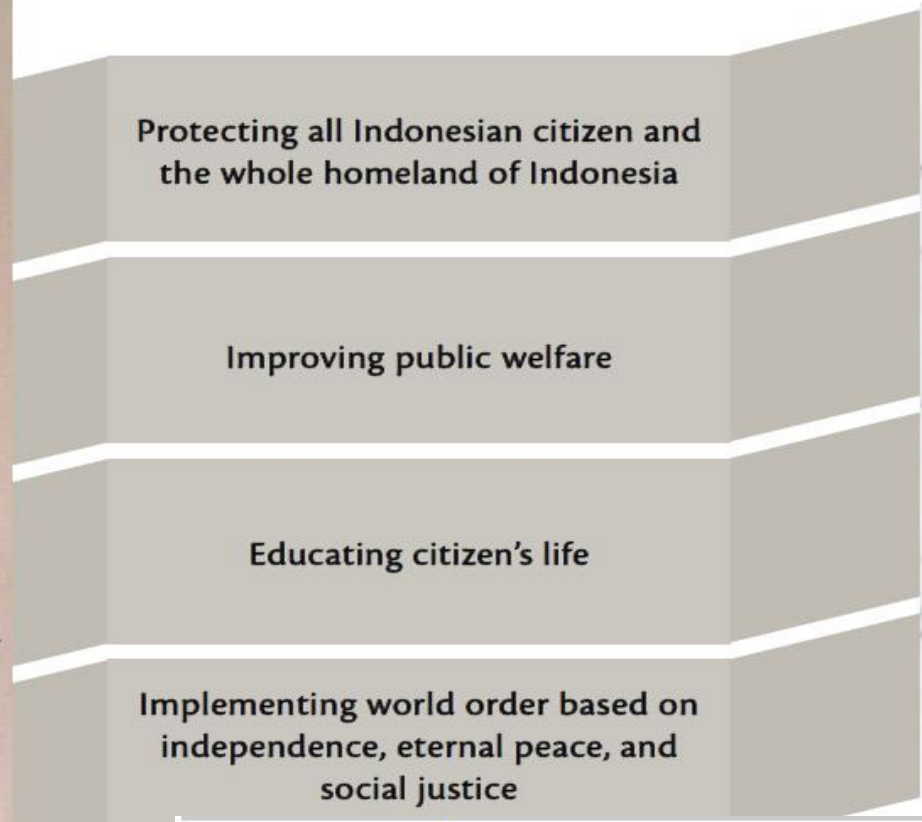 Protecting all Indonesian citizen and
the whole homeland of Indonesia
Improving public welfare
Educating citizen's life
Implementing world order based on
independence, eternal peace, and
social justice